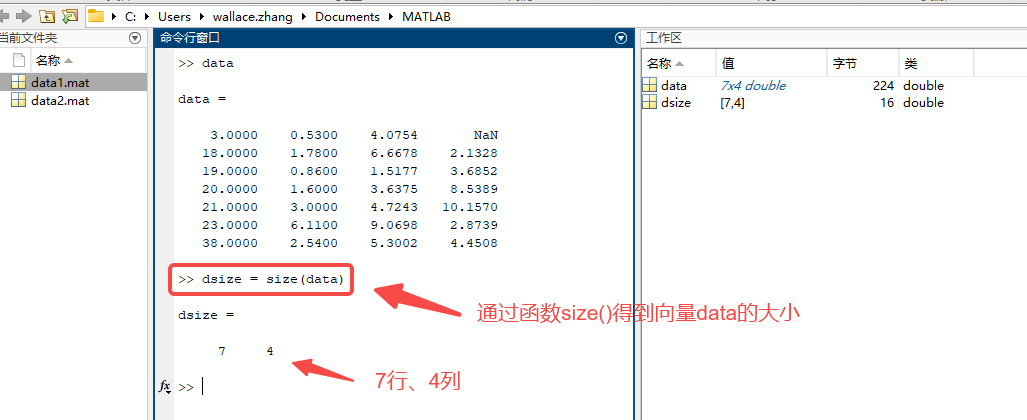 C: Users wallace.zhang Documents MATLAB
当前文件夹
名称
data1.mat
data2.mat
命令行窗口
>> data
data =
3.0000 0.5300 4.0754 NaN
18.0000 1.7800 6.6678 2.1328
19.0000 0.8600 1.5177 3.6852
20.0000 1.6000 3.6375 8.5389
21.0000 3.0000 4.7243 10.1570
23.0000 6.1100 9.0698 2.8739
38.0000 2.5400 5.3002 4.4508
>> dsize = size(data)
通过函数size()得到向量data的大小
dsize =
7 4
7行、4列
fx >>
工作区
名称 值 字节 类
data 7x4 double 224 double
dsize [7,4] 16 double